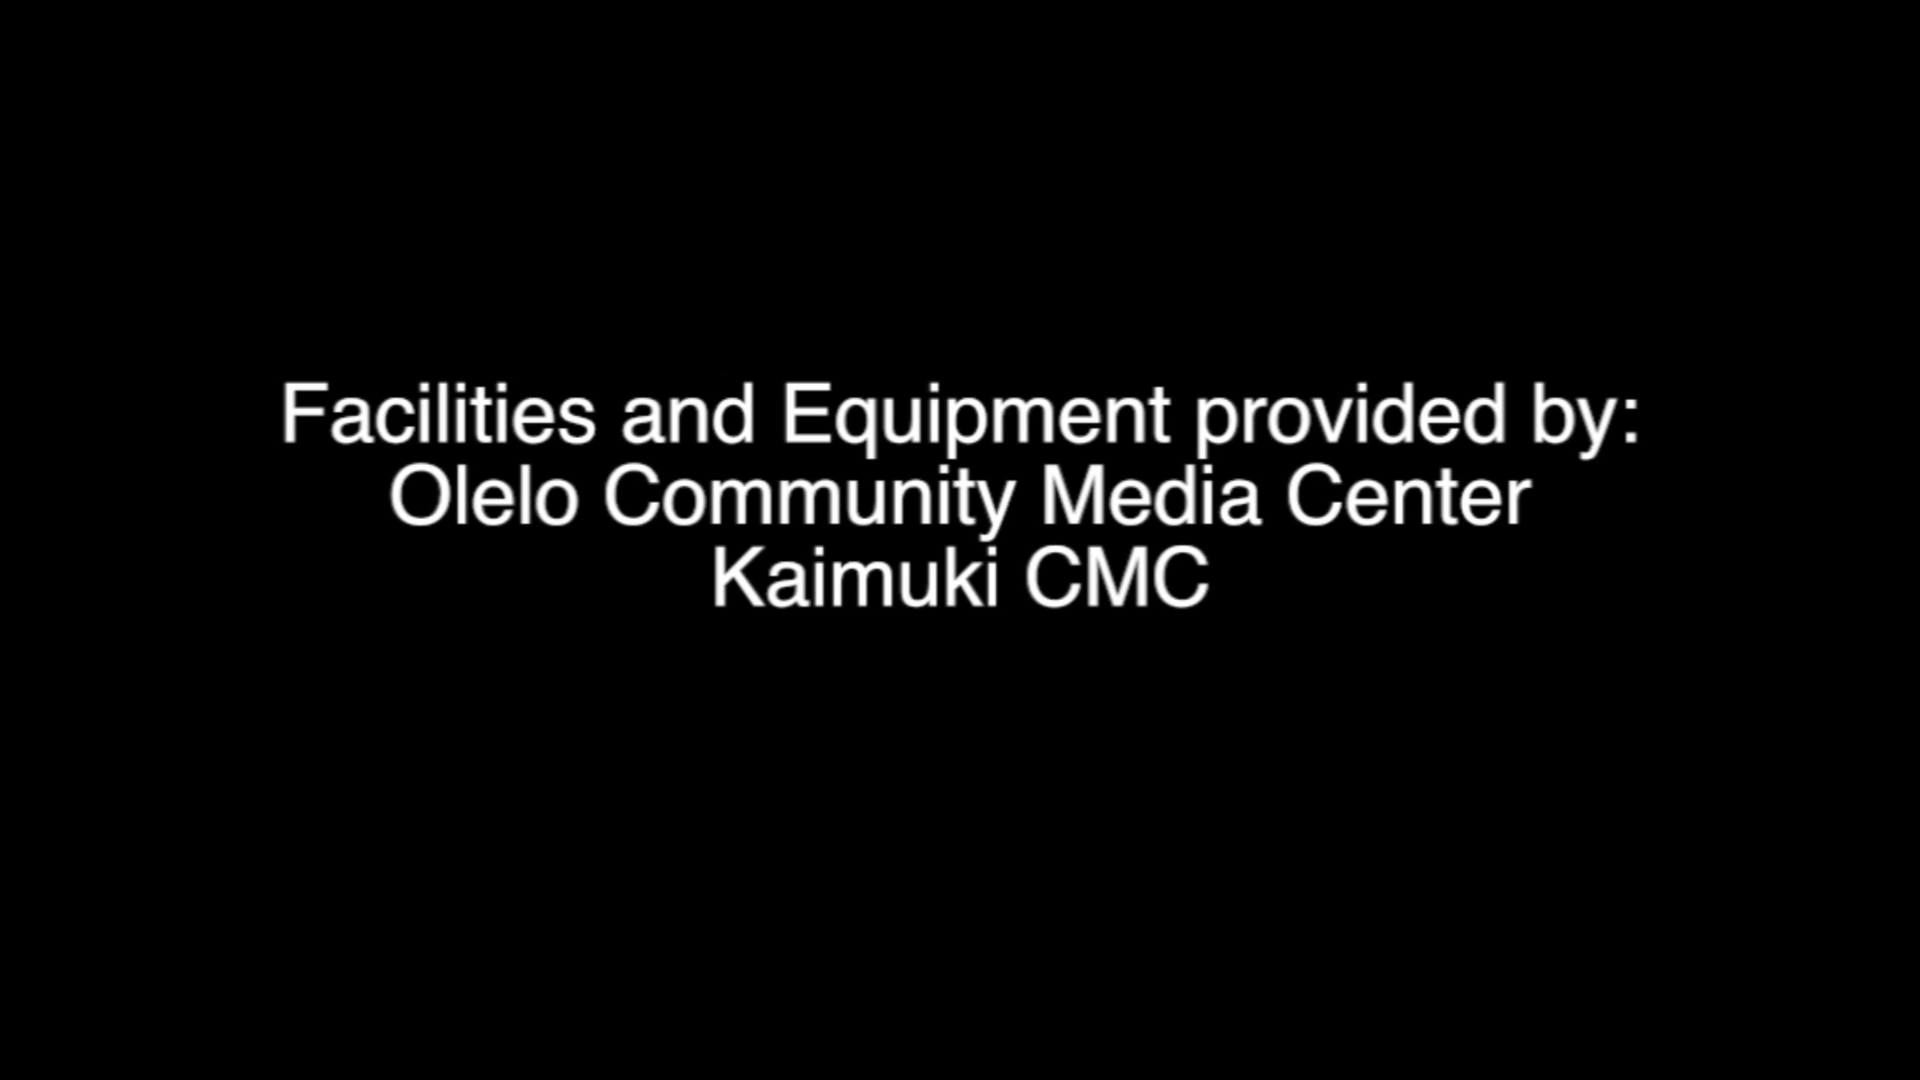 Facilities and Equipment provided by:
Olelo Community Media Center
Kaimuki CMC